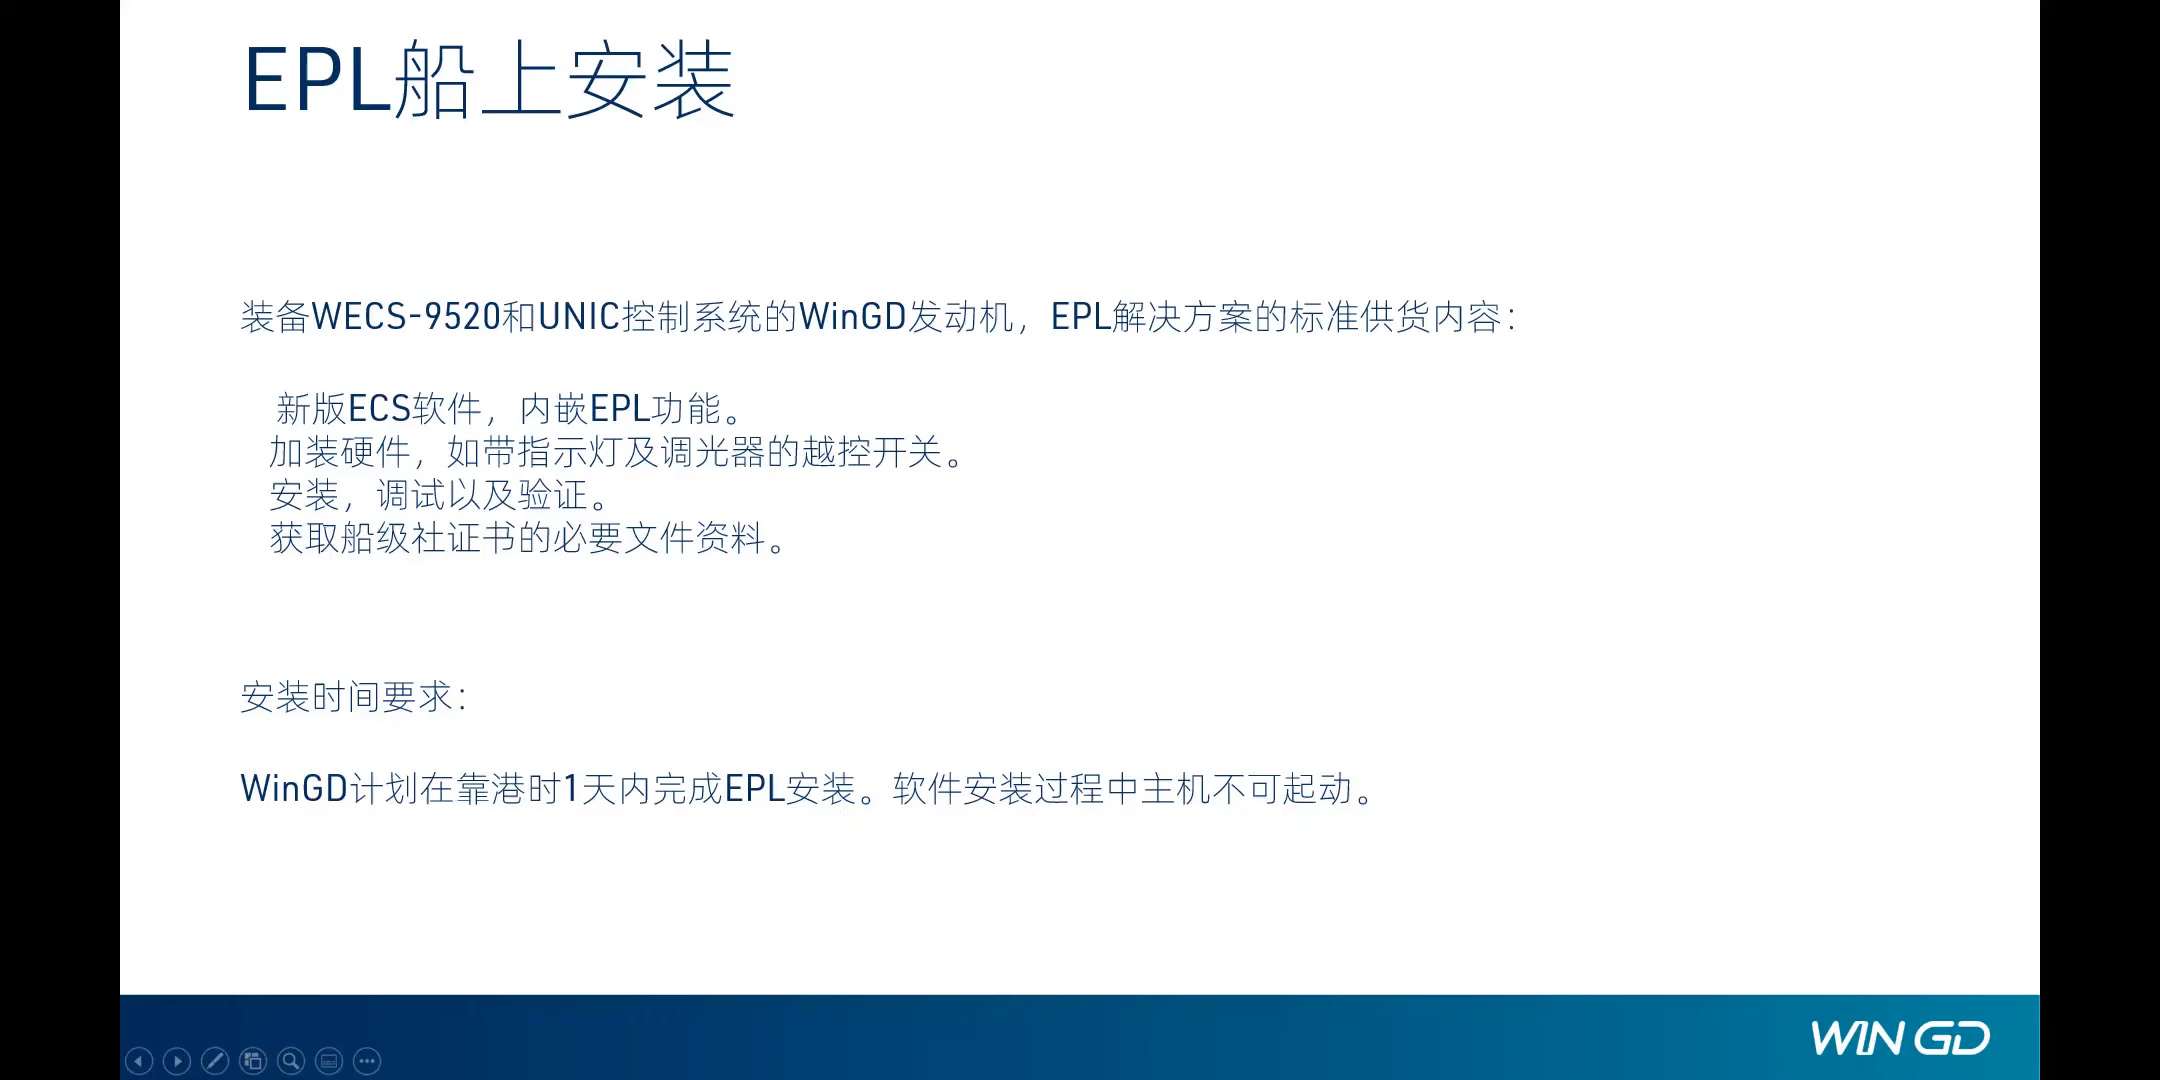 EPL船上安装
装备WECS-9520和UNIC控制系统的WinGD发动机，EPL解决方案的标准供货内容：
新版ECS软件，内嵌EPL功能。
加装硬件，如带指示灯及调光器的越控开关。
安装，调试以及验证。
获取船级社证书的必要文件资料。
安装时间要求：
WinGD计划在靠港时1天内完成EPL安装。软件安装过程中主机不可起动。
WIN GD